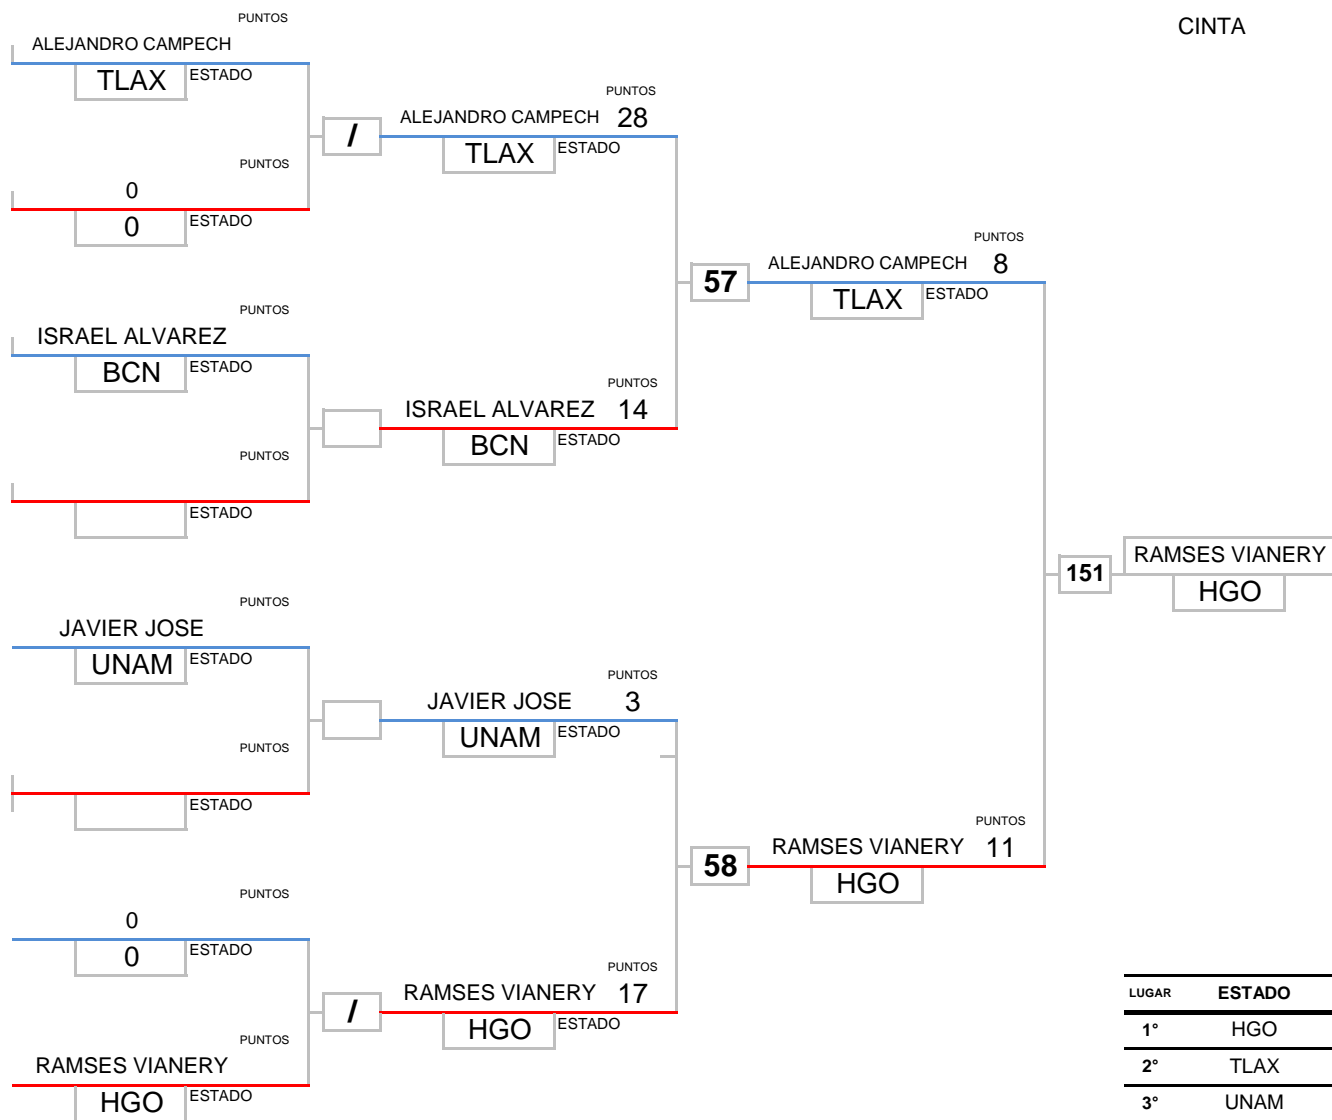 PUNTOS
CINTA
ALEJANDRO CAMPECH
TLAX ESTADO
PUNTOS
ALEJANDRO CAMPECH 28
/
TLAX ESTADO
PUNTOS
0
0 ESTADO
PUNTOS
ALEJANDRO CAMPECH 8
57
TLAX ESTADO
PUNTOS
ISRAEL ALVAREZ
BCN ESTADO
PUNTOS
ISRAEL ALVAREZ 14
BCN ESTADO
PUNTOS
ESTADO
RAMSES VIANERY
151
HGO
PUNTOS
JAVIER JOSE
UNAM ESTADO
PUNTOS
JAVIER JOSE 3
UNAM ESTADO
PUNTOS
ESTADO
PUNTOS
RAMSES VIANERY 11
58
HGO
PUNTOS
0
0 ESTADO
PUNTOS
RAMSES VIANERY 17
/
HGO ESTADO
PUNTOS
RAMSES VIANERY
HGO ESTADO
LUGAR ESTADO
1° HGO
2° TLAX
3° UNAM